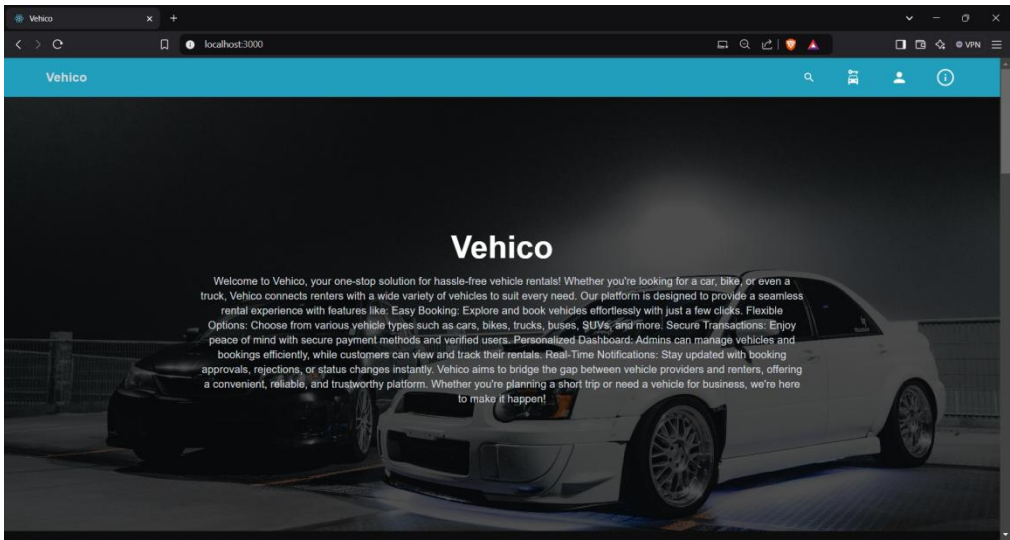 Vehico
localhost:3000
VPN
Vehico
Vehico
Welcome to Vehico, your one-stop solution for hassle-free vehicle rentals! Whether you're looking for a car, bike, or even a
truck, Vehico connects renters with a wide variety of vehicles to suit every need. Our platform is designed to provide a seamless
rental experience with features like: Easy Booking: Explore and book vehicles effortlessly with just a few clicks. Flexible
Options: Choose from various vehicle types such as cars, bikes, trucks, buses, SUVs, and more. Secure Transactions: Enjoy
peace of mind with secure payment methods and verified users. Personalized Dashboard: Admins can manage vehicles and
bookings efficiently, while customers can view and track their rentals. Real-Time Notifications: Stay updated with booking
approvals, rejections, or status changes instantly. Vehico aims to bridge the gap between vehicle providers and renters, offering
a convenient, reliable, and trustworthy platform. Whether you're planning a short trip or need a vehicle for business, we're here
to make it happen!